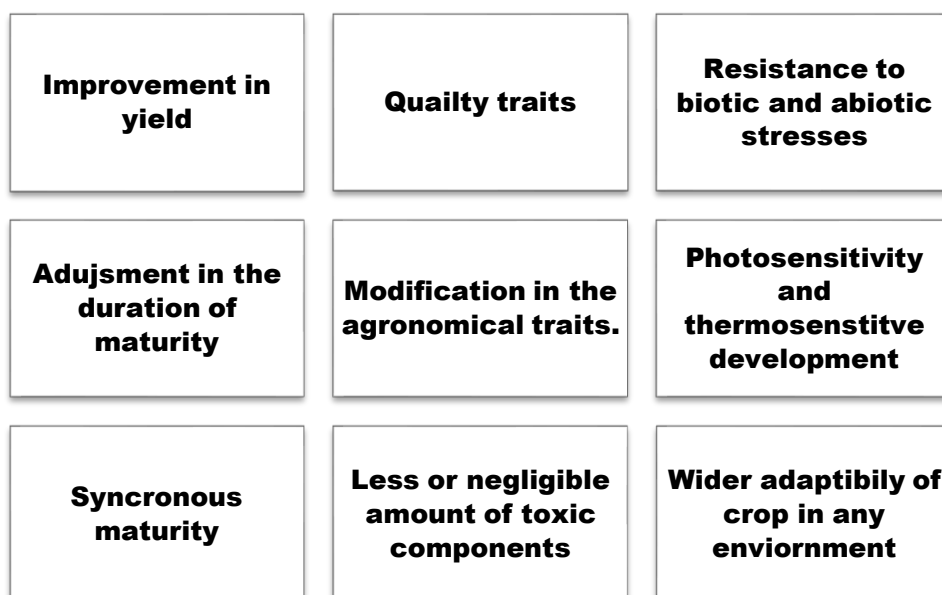 Improvement in
yield
Quailty traits
Resistance to
biotic and abiotic
stresses
Adujsment in the
duration of
maturity
Modification in the
agronomical traits.
Photosensitivity
and
thermosenstitve
development
Syncronous
maturity
Less or negligible
amount of toxic
components
Wider adaptibily of
crop in any
enviornment